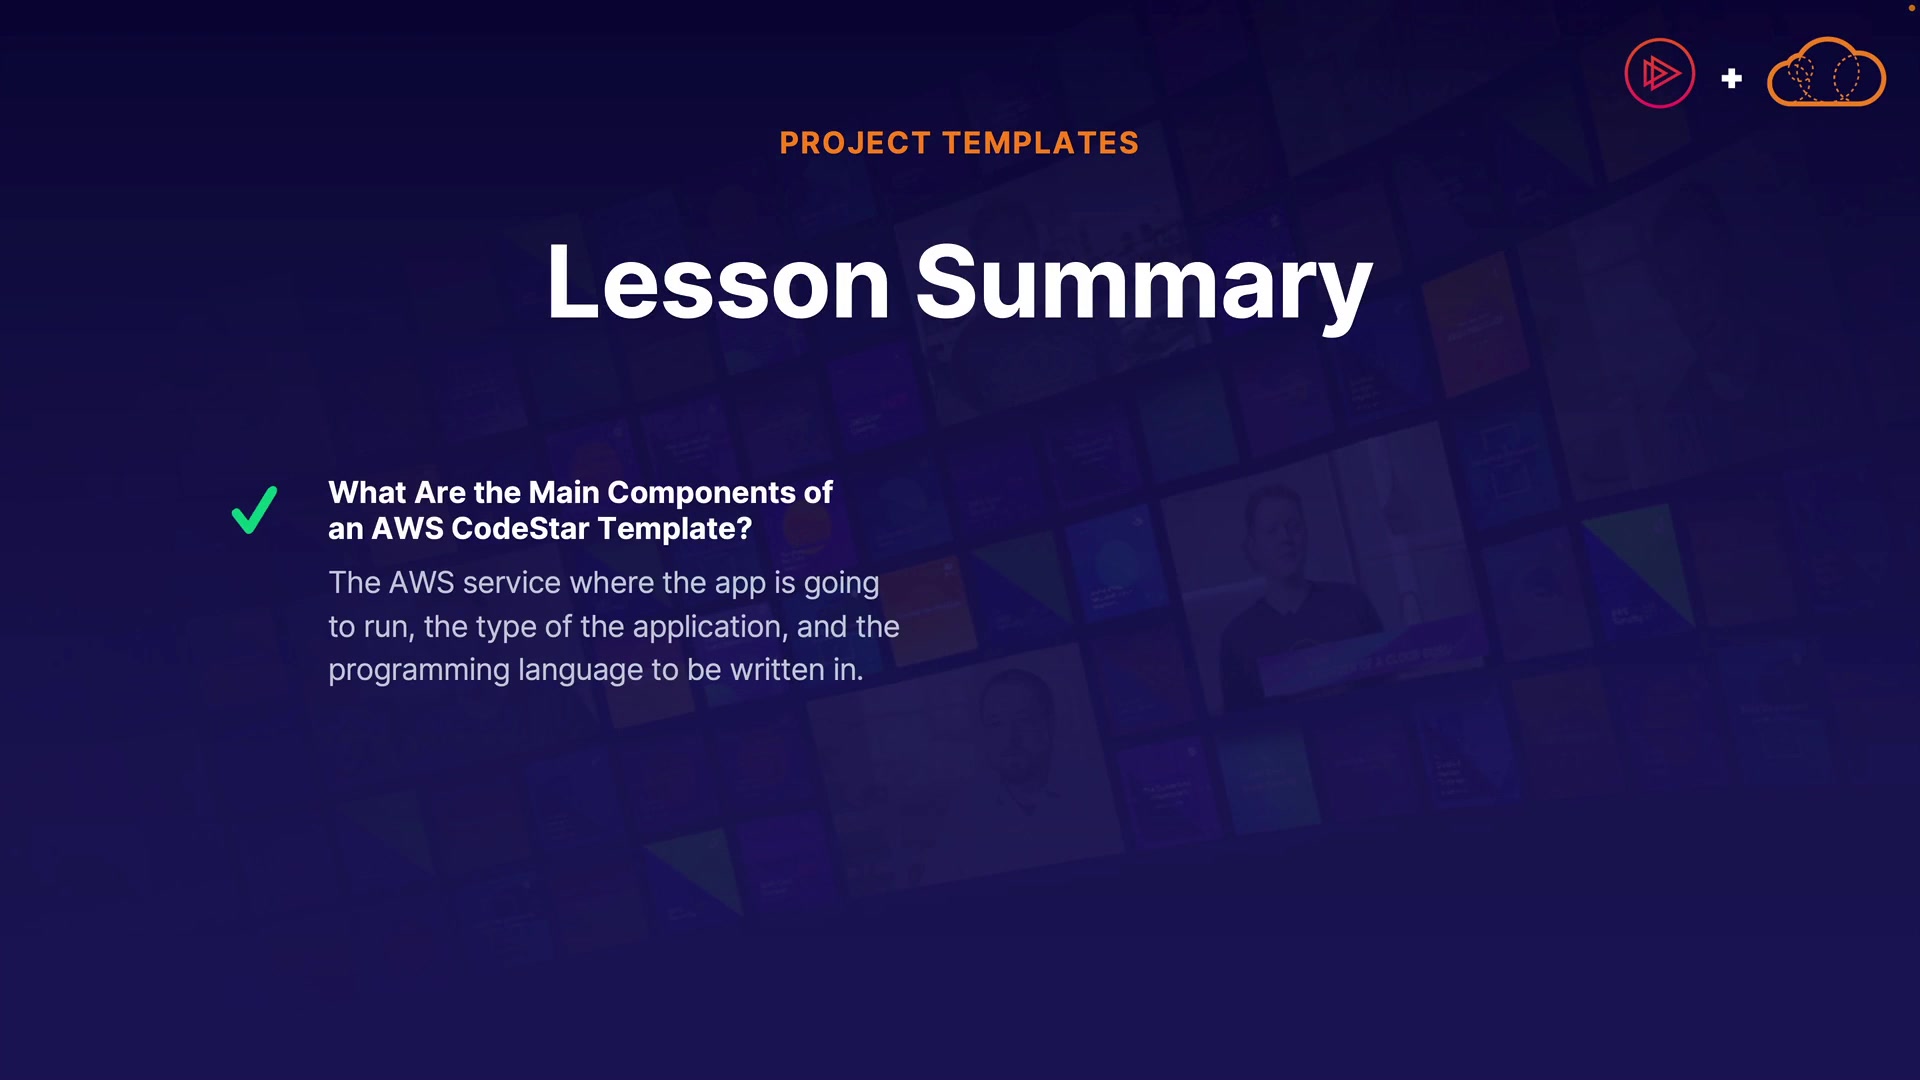 PROJECT TEMPLATES
Lesson Summary
What Are the Main Components of
an AWS CodeStar Template?
The AWS service where the app is going
to run, the type of the application, and the
programming language to be written in.